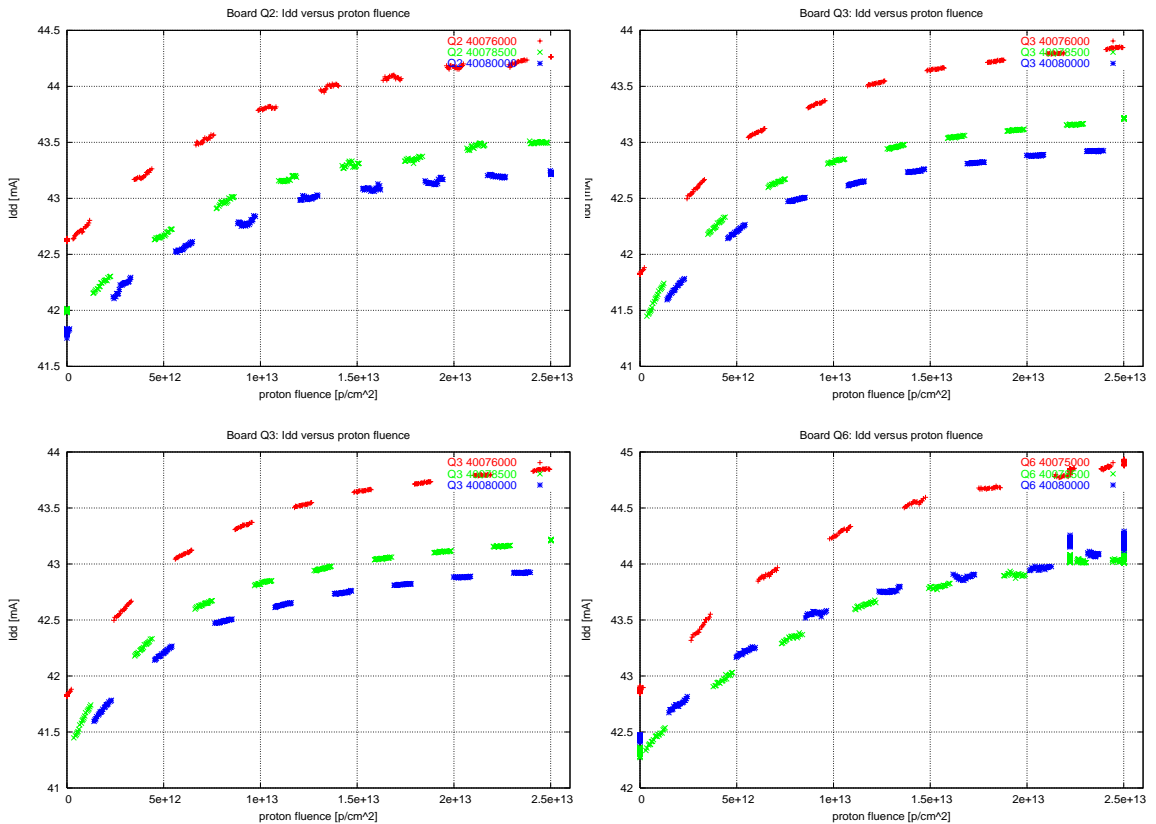 Board Q2: Idd versus proton fluence
Idd [mA]
44.5
44
43.5
43
42.5
42
41.5
0
5e+12
1e+13
1.5e+13
2e+13
2.5e+13
proton fluence [p/cm^2]
Q2 40076000
Q2 40078500
Q2 40080000
Board Q3: Idd versus proton fluence
Idd [mA]
44
43.5
43
42.5
42
41.5
41
0
5e+12
1e+13
1.5e+13
2e+13
2.5e+13
proton fluence [p/cm^2]
Q3 40076000
Q3 40078500
Q3 40080000
Board Q3: Idd versus proton fluence
Idd [mA]
44
43.5
43
42.5
42
41.5
41
0
5e+12
1e+13
1.5e+13
2e+13
2.5e+13
proton fluence [p/cm^2]
Q3 40076000
Q3 40078500
Q3 40080000
Board Q6: Idd versus proton fluence
Idd [mA]
45
44.5
44
43.5
43
42.5
42
0
5e+12
1e+13
1.5e+13
2e+13
2.5e+13
proton fluence [p/cm^2]
Q6 40075000
Q6
Q6 40080000